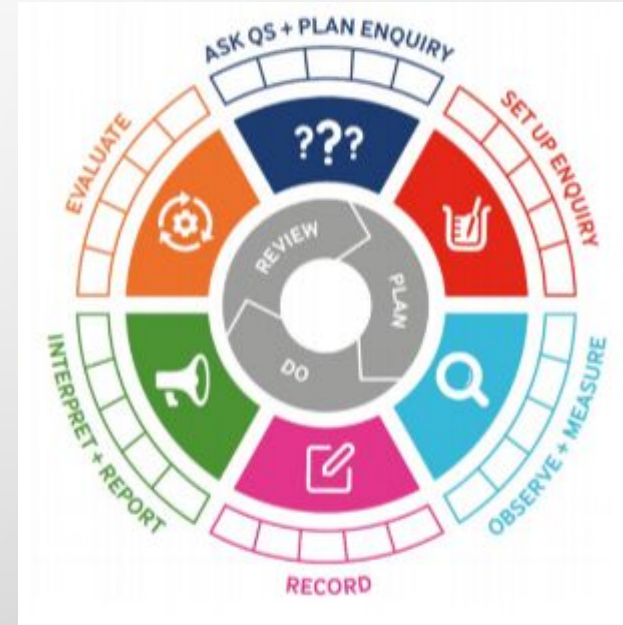 ASK QS + PLAN ENQUIRY
???
SET UP ENQUIRY
OBSERVE + MEASURE
RECORD
INTERPRET + REPORT
EVALUATE
REVIEW
PLAN
DO